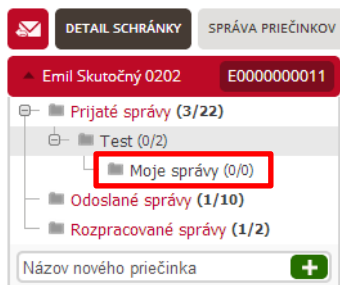 DETAIL SCHRÁNKY SPRÁVA PRIEČINKOV
Emil Skutočný 0202 E0000000011
Prijaté správy (3/22)
Test (0/2)
Moje správy (0/0)
Odoslané správy (1/10)
Rozpracované správy (1/2)
Názov nového priečinka